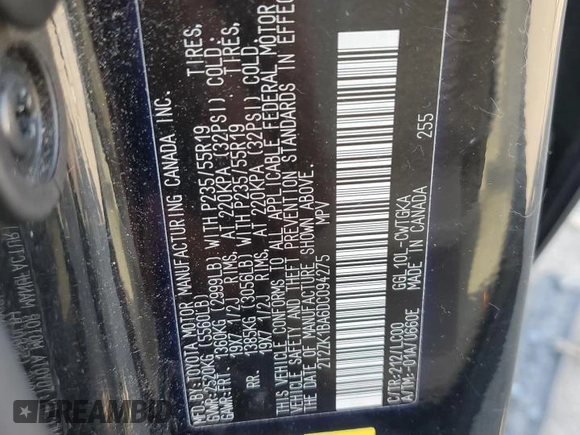 MFD.BY:TOYOTA MOTOR MANUFACTURING CANADA INC.
GVWR:2520KG (5560LB)
GAWR:FRT. 1360KG (2999LB) WITH P235/55R19 TIRES,
19X7 1/2J RIMS, AT 220KPA (32PSI) COLD.
RR. 1385KG (3056LB) WITH P235/55R19 TIRES,
19X7 1/2J RIMS, AT 220KPA (32PSI) COLD.
THIS VEHICLE CONFORMS TO ALL APPLICABLE FEDERAL MOTOR
VEHICLE SAFETY AND THEFT PREVENTION STANDARDS IN EFFECT
THE DATE OF MANUFACTURE SHOWN ABOVE.
2T2ZK1BA6DC094275 MPV
C/TR:212/LC00 GGL10L-CWTGKA
A/TM:-01A/U660E MADE IN CANADA 255
DREAMBID